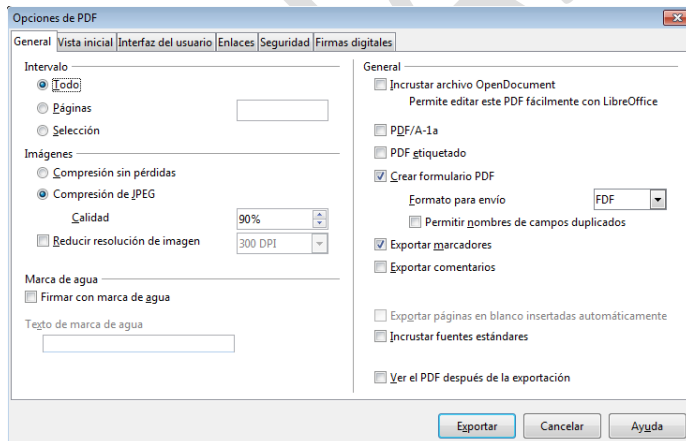 Opciones de PDF
General Vista inicial Interfaz del usuario Enlaces Seguridad Firmas digitales
Intervalo
Todo
Páginas
Selección
Imágenes
Compresión sin pérdidas
Compresión de JPEG
Calidad 90%
Reducir resolución de imagen 300 DPI
Marca de agua
Firmar con marca de agua
Texto de marca de agua
General
Incrustar archivo OpenDocument
Permite editar este PDF fácilmente con LibreOffice
PDF/A-1a
PDF etiquetado
Crear formulario PDF
Formato para envío FDF
Permitir nombres de campos duplicados
Exportar marcadores
Exportar comentarios
Exportar páginas en blanco insertadas automáticamente
Incrustar fuentes estándares
Ver el PDF después de la exportación
Exportar Cancelar Ayuda